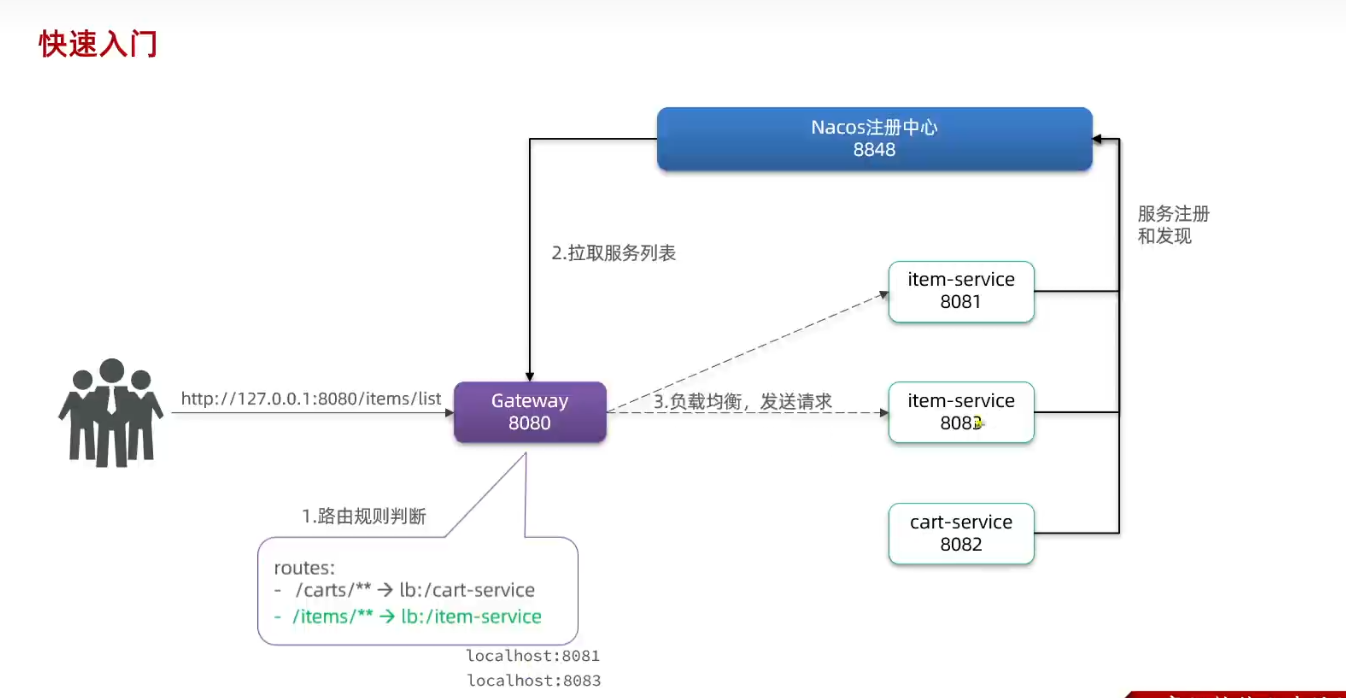 快速入门
Nacos注册中心
8848
服务注册
和发现
2.拉取服务列表
item-service
8081
http://127.0.0.1:8080/items/list
Gateway
8080
3.负载均衡，发送请求
item-service
cart-service
8082
1.路由规则判断
routes:
- /carts/** → lb:/cart-service
- /items/** → lb:/item-service
localhost:8081
localhost:8083